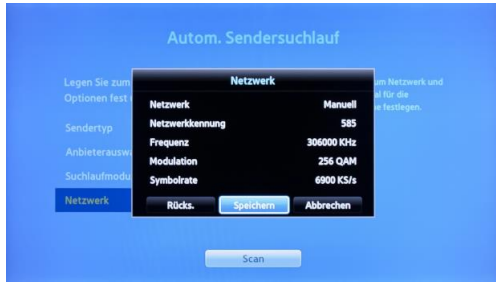 Autom. Sendersuchlauf
Legen Sie zum
um Netzwerk und
Optionen fest
al für die
e festlegen.
Netzwerk
Netzwerk Manuell
Netzwerkkennung 585
Frequenz 306000 KHz
Modulation 256 QAM
Symbolrate 6900 KS/s
Rücks. Speichern Abbrechen
Sendertyp
Anbieterausw
Suchlaufmodu
Netzwerk
Scan